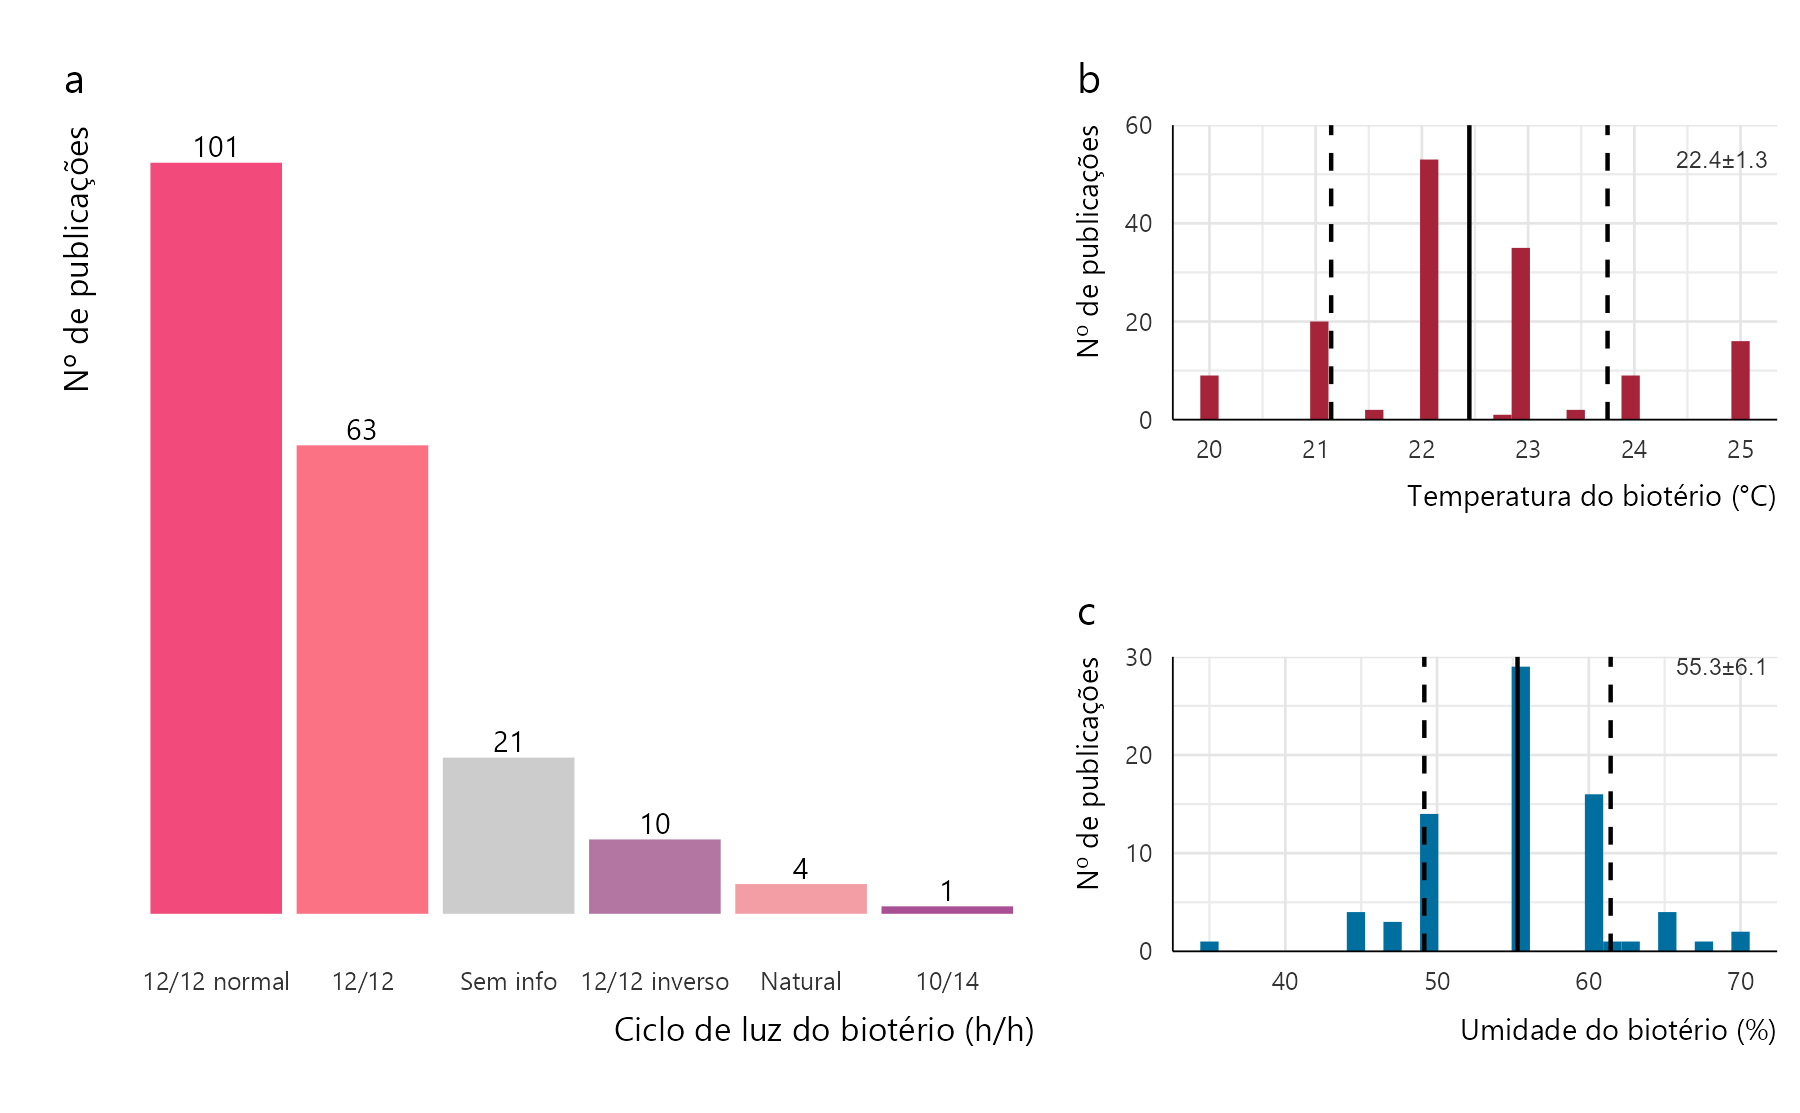 a
Nº de publicações
101
63
21
10
4
1
12/12 normal
12/12
Sem info
12/12 inverso
Natural
10/14
Ciclo de luz do biotério (h/h)
b
Nº de publicações
60
40
20
0
22.4±1.3
20
21
22
23
24
25
Temperatura do biotério (°C)
c
Nº de publicações
30
20
10
0
55.3±6.1
40
50
60
70
Umidade do biotério (%)